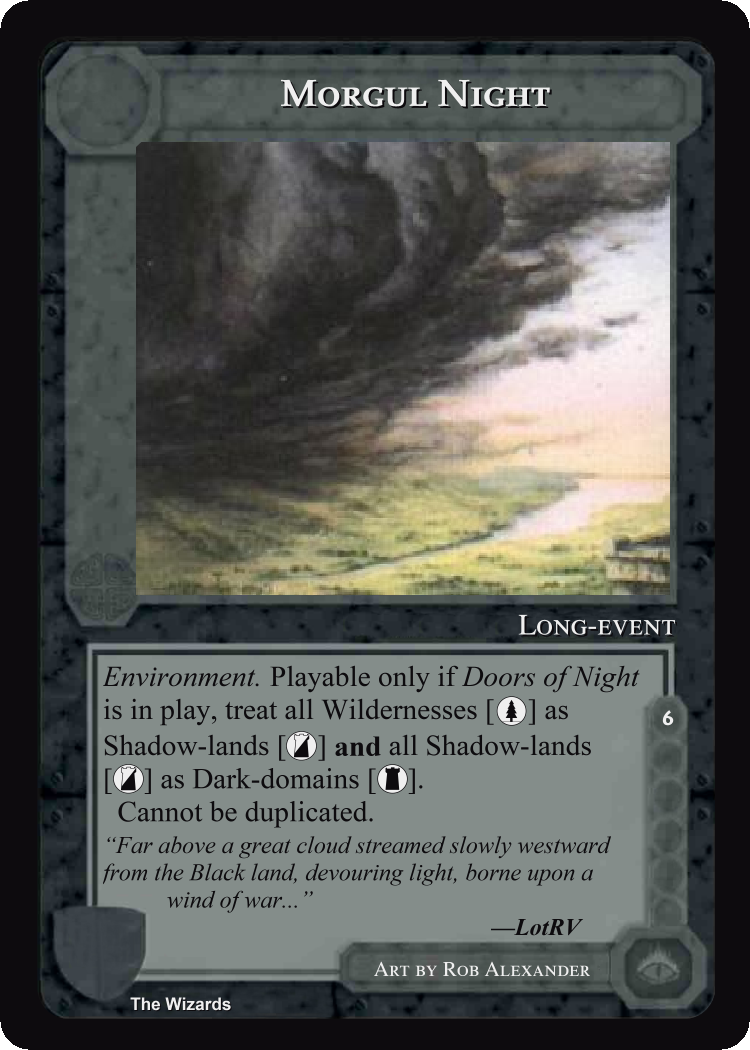 Morgul Night
Long-event
Environment. Playable only if Doors of Night
is in play, treat all Wildernesses [ ] as
Shadow-lands [ ] and all Shadow-lands
[ ] as Dark-domains [ ].
Cannot be duplicated.
“Far above a great cloud streamed slowly westward
from the Black land, devouring light, borne upon a
wind of war...”
—LotRV
6
Art by Rob Alexander
The Wizards